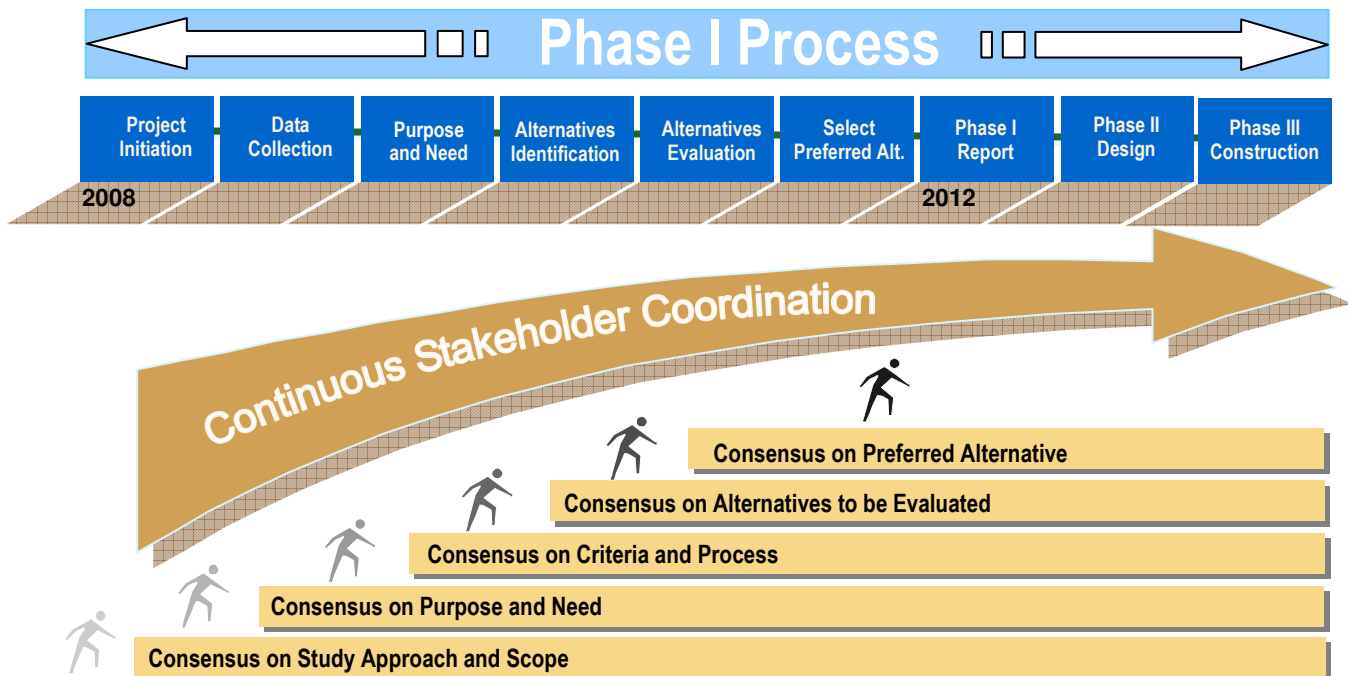 Phase I Process
Project
Initiation
Data
Collection
Purpose
and Need
Alternatives
Identification
Alternatives
Evaluation
Select
Preferred Alt.
Phase I
Report
Phase II
Design
Phase III
Construction
2008
2012
Continuous Stakeholder Coordination
Consensus on Preferred Alternative
Consensus on Alternatives to be Evaluated
Consensus on Criteria and Process
Consensus on Purpose and Need
Consensus on Study Approach and Scope